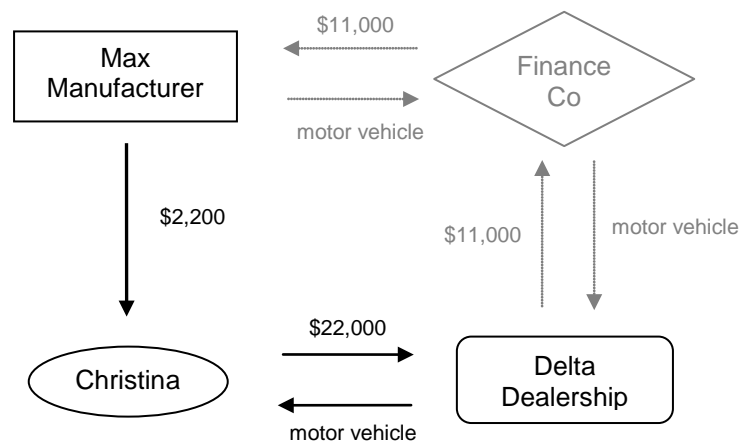 $11,000
Max
Manufacturer
Finance
Co
motor vehicle
$2,200
$11,000
motor vehicle
$22,000
Christina
Delta
Dealership
motor vehicle